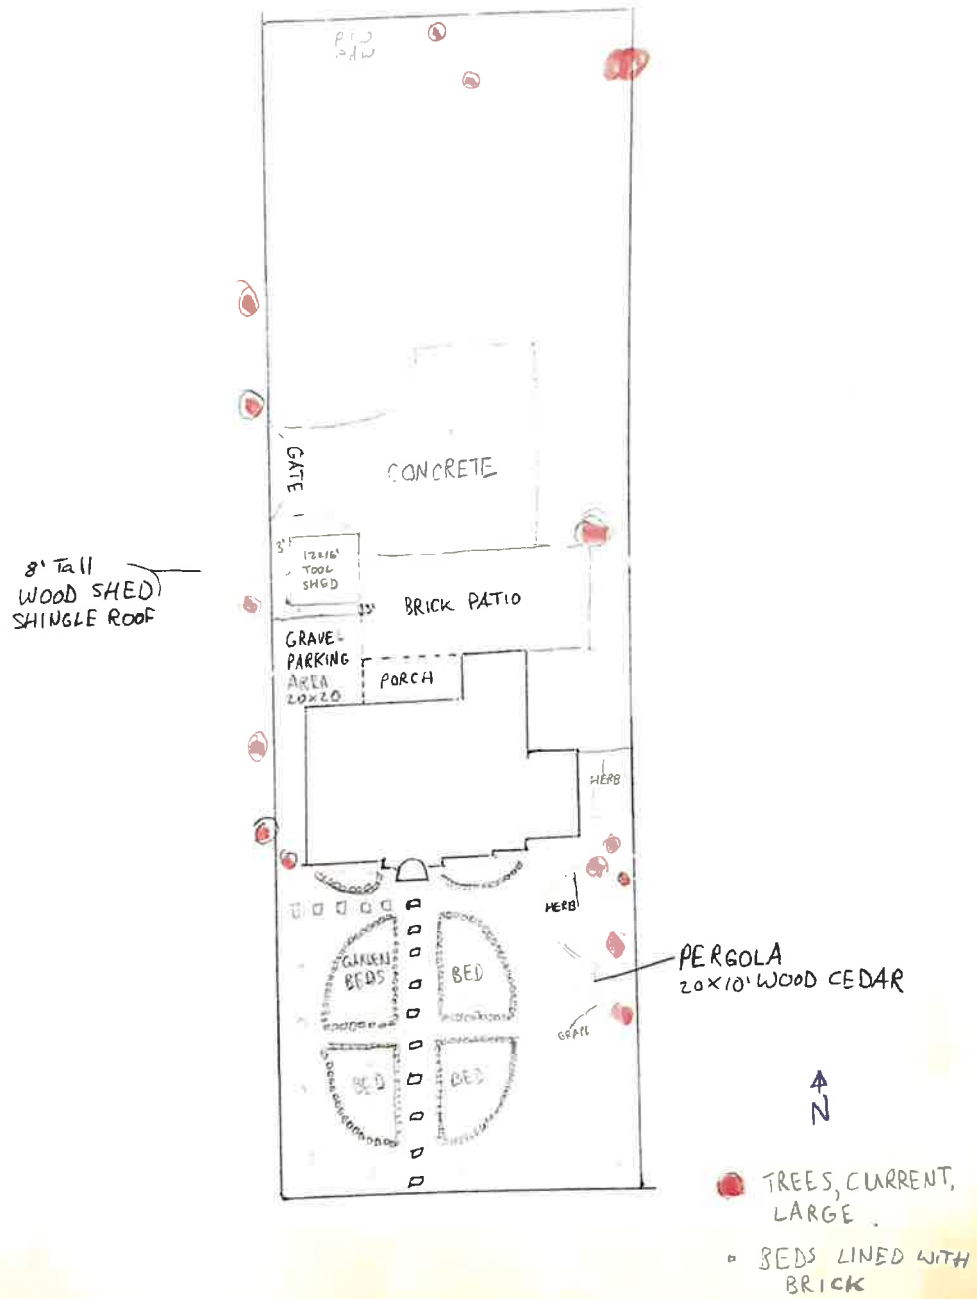 GATE
CONCRETE
3'
12x16'
TOOL
SHED
8' Tall
WOOD SHED
SHINGLE ROOF
3'
BRICK PATIO
GRAVEL
PARKING
AREA
20x20
PORCH
HERB
HERB
GARDEN
BEDS
BED
PERGOLA
20x10' WOOD CEDAR
GRAPE
BED
BED
N
TREES, CURRENT,
LARGE.
BEDS LINED WITH
BRICK